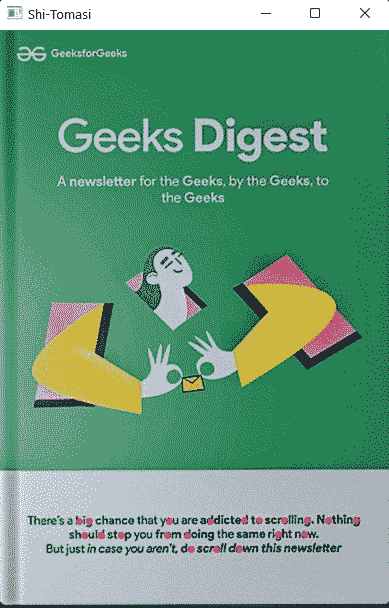 Shi-Tomasi
GeeksforGeeks
Geeks Digest
A newsletter for the Geeks, by the Geeks, to
the Geeks
There's a big chance that you are addicted to scrolling. Nothing
should stop you from doing the same right now.
But just in case you aren't, do scroll down this newsletter